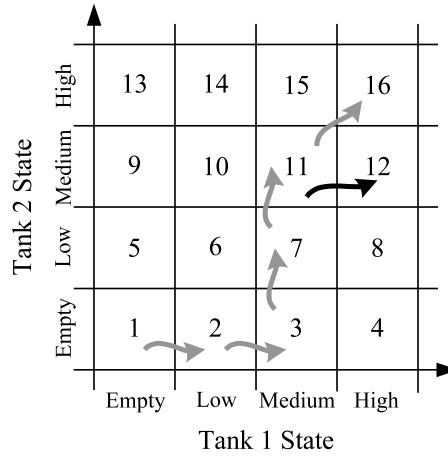 High
13 14 15 16
Medium
9 10 11 12
Low
5 6 7 8
Empty
1 2 3 4
Tank 2 State
Empty Low Medium High
Tank 1 State